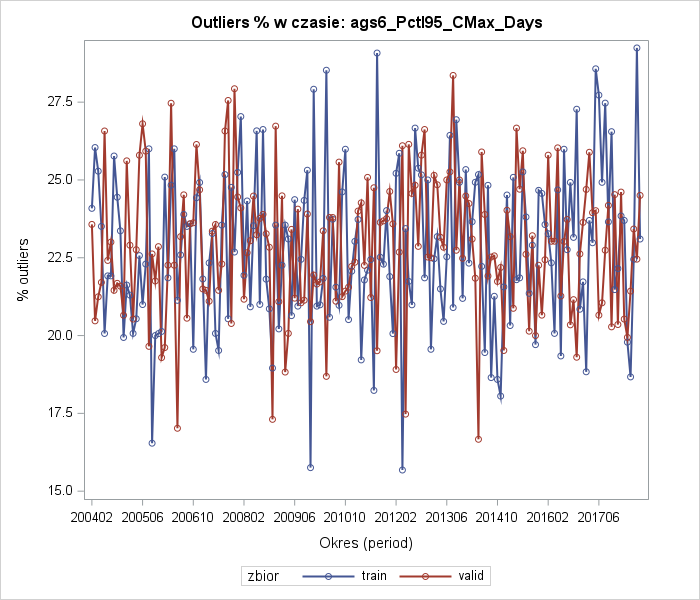 Outliers % w czasie: ags6_Pctl95_CMax_Days
% outliers
27.5
25.0
22.5
20.0
17.5
15.0
200402 200506 200610 200802 200906 201010 201202 201306 201410 201602 201706
Okres (period)
zbior train valid